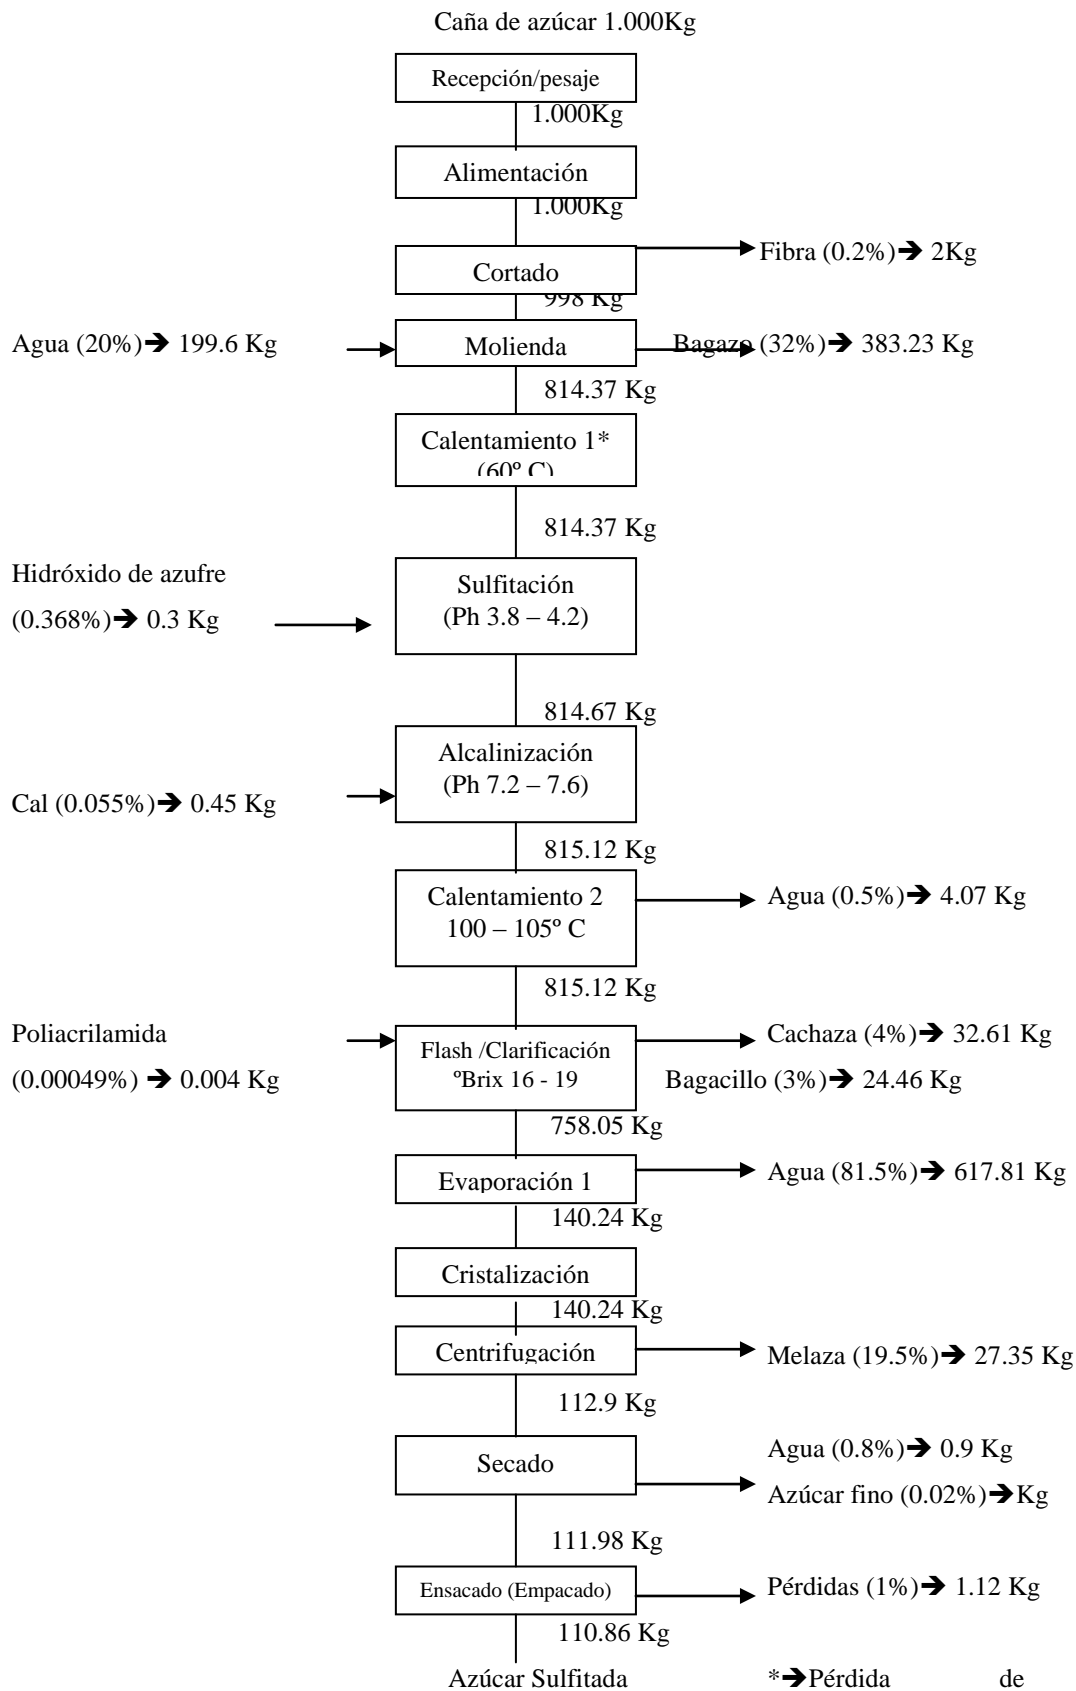 Caña de azúcar 1.000Kg
Recepción/pesaje
1.000Kg
Alimentación
1.000Kg
Fibra (0.2%)➔ 2Kg
Cortado
998 Kg
Agua (20%)➔ 199.6 Kg
Molienda
Bagazo (32%)➔ 383.23 Kg
814.37 Kg
Calentamiento 1*
(60º C)
814.37 Kg
Hidróxido de azufre
(0.368%)➔ 0.3 Kg
Sulfitación
(Ph 3.8 – 4.2)
814.67 Kg
Alcalinización
(Ph 7.2 – 7.6)
Cal (0.055%)➔ 0.45 Kg
815.12 Kg
Calentamiento 2
100 – 105º C
Agua (0.5%)➔ 4.07 Kg
815.12 Kg
Poliacrilamida
(0.00049%) ➔ 0.004 Kg
Flash /Clarificación
ºBrix 16 - 19
Cachaza (4%)➔ 32.61 Kg
Bagacillo (3%)➔ 24.46 Kg
758.05 Kg
Evaporación 1
Agua (81.5%)➔ 617.81 Kg
140.24 Kg
Cristalización
140.24 Kg
Centrifugación
Melaza (19.5%)➔ 27.35 Kg
112.9 Kg
Secado
Agua (0.8%)➔ 0.9 Kg
Azúcar fino (0.02%)➔Kg
111.98 Kg
Ensacado (Empacado)
Pérdidas (1%)➔ 1.12 Kg
110.86 Kg
Azúcar Sulfitada
*➔Pérdida de